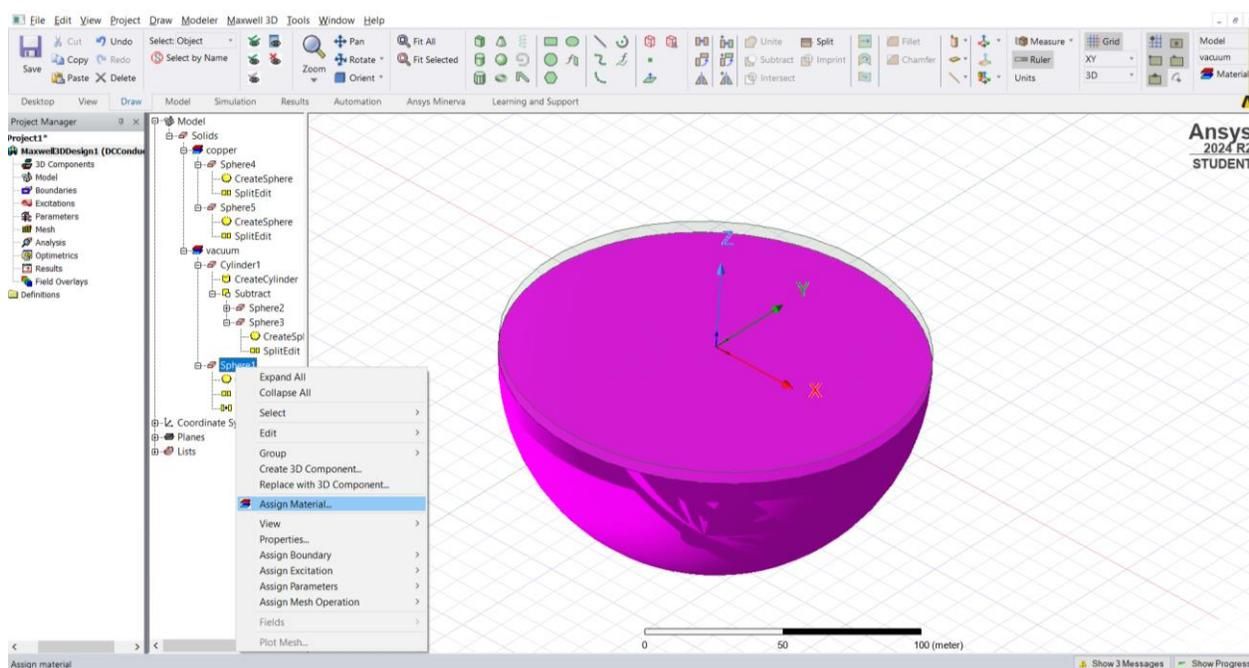 File Edit View Project Draw Modeler Maxwell 3D Tools Window Help
Save
Cut Undo
Copy Redo
Paste Delete
Select: Object
Select by Name
Zoom
Pan
Rotate
Orient
Fit All
Fit Selected
Unite Split
Subtract Imprint
Intersect
Fillet
Chamfer
Measure
Ruler
Units
Grid
XY
3D
Model
vacuum
Material
Desktop View Draw Model Simulation Results Automation Ansys Minerva Learning and Support
Project Manager
Project1*
Maxwell3DDesign1 (DCCondu
3D Components
Model
Boundaries
Excitations
Parameters
Mesh
Analysis
Optimetrics
Results
Field Overlays
Definitions
Model
Solids
copper
Sphere4
CreateSphere
SplitEdit
Sphere5
CreateSphere
SplitEdit
vacuum
Cylinder1
CreateCylinder
Subtract
Sphere2
Sphere3
CreateSpl
SplitEdit
Sphere1
Coordinate Sy
Planes
Lists
Expand All
Collapse All
Select
Edit
Group
Create 3D Component...
Replace with 3D Component...
Assign Material...
View
Properties...
Assign Boundary
Assign Excitation
Assign Parameters
Assign Mesh Operation
Fields
Plot Mesh...
Ansys
2024 R2
STUDENT
Z
Y
X
0 50 100 (meter)
Assign material
Show 3 Messages Show Progress